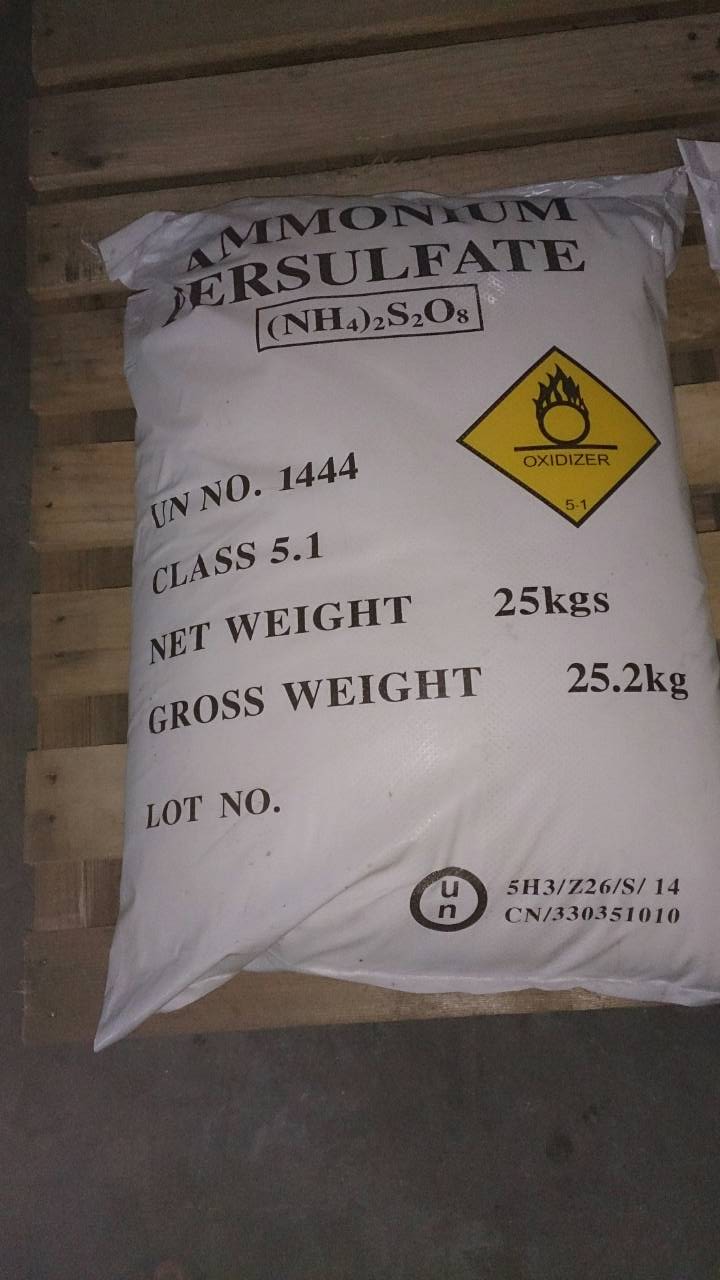 AMMONIUM
PERSULFATE
(NH₄)₂S₂O₈
OXIDIZER
5·1
UN NO. 1444
CLASS 5.1
NET WEIGHT 25kgs
GROSS WEIGHT 25.2kg
LOT NO.
un
5H3/Z26/S/ 14
CN/330351010